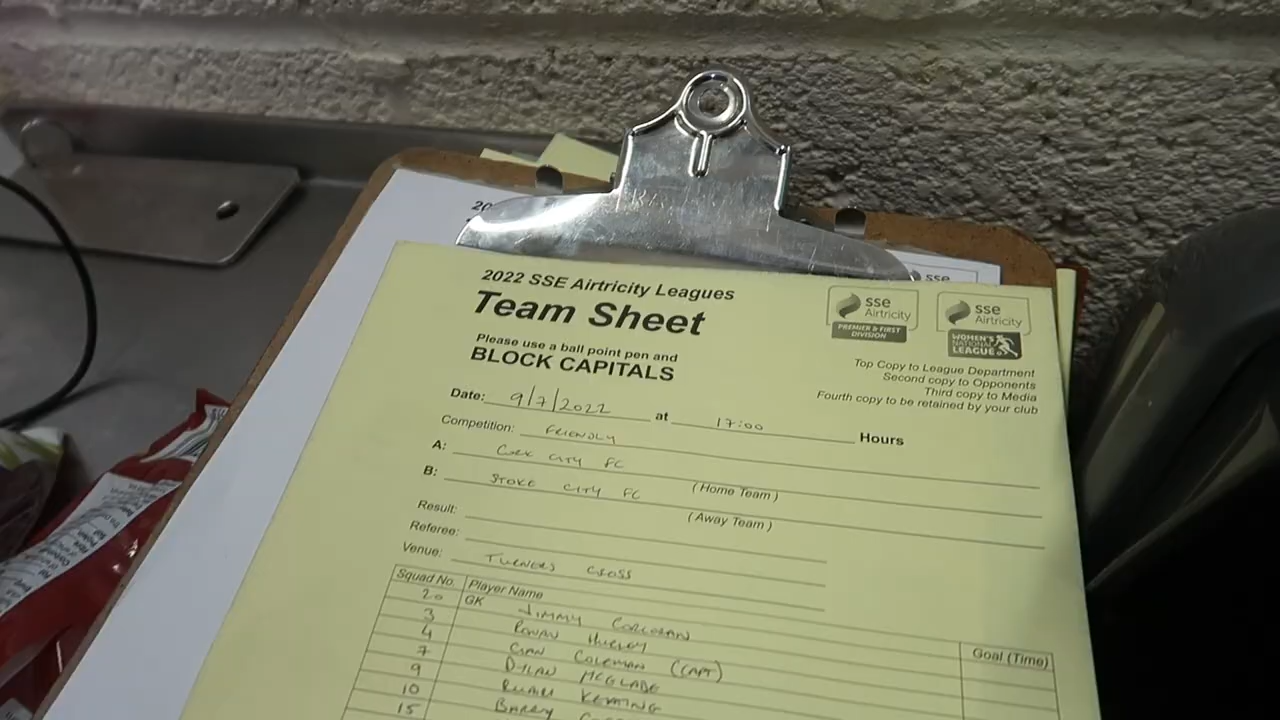 2022 SSE Airtricity Leagues
Team Sheet
Please use a ball point pen and
BLOCK CAPITALS
sse
Airtricity
PREMIER & FIRST
DIVISION
sse
Airtricity
WOMEN'S
NATIONAL
LEAGUE
Top Copy to League Department
Second copy to Opponents
Third copy to Media
Fourth copy to be retained by your club
Date: 9/7/2022 at 17:00 Hours
Competition: FRIENDLY
A: CORK CITY FC
(Home Team)
B: STOKE CITY FC
(Away Team)
Result:
Referee:
Venue: TURNERS CROSS
Squad No. Player Name Goal (Time)
20 GK JIMMY CORCORAN
3 RONAN HURLEY
4 CIAN COLEMAN (CAPT)
7 DYLAN MCGLADE
9 RUAIRI KEATING
10 BARRY
15
sse